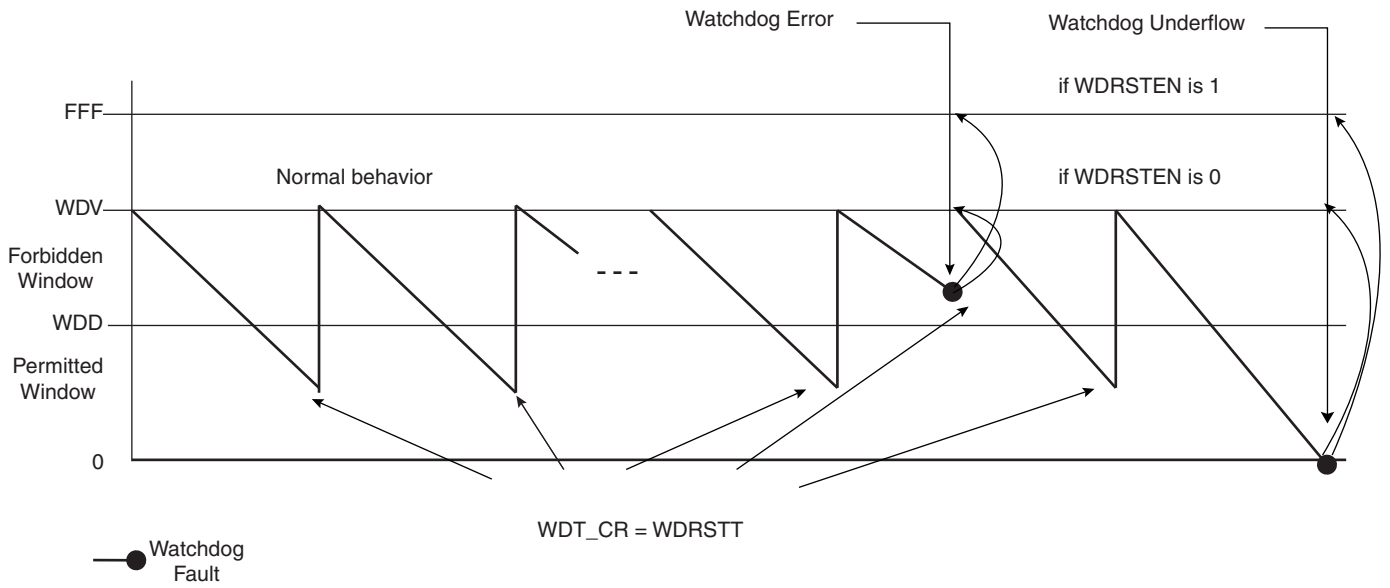 Watchdog Error
Watchdog Underflow
if WDRSTEN is 1
FFF
Normal behavior
if WDRSTEN is 0
WDV
Forbidden
Window
WDD
Permitted
Window
0
WDT_CR = WDRSTT
Watchdog
Fault